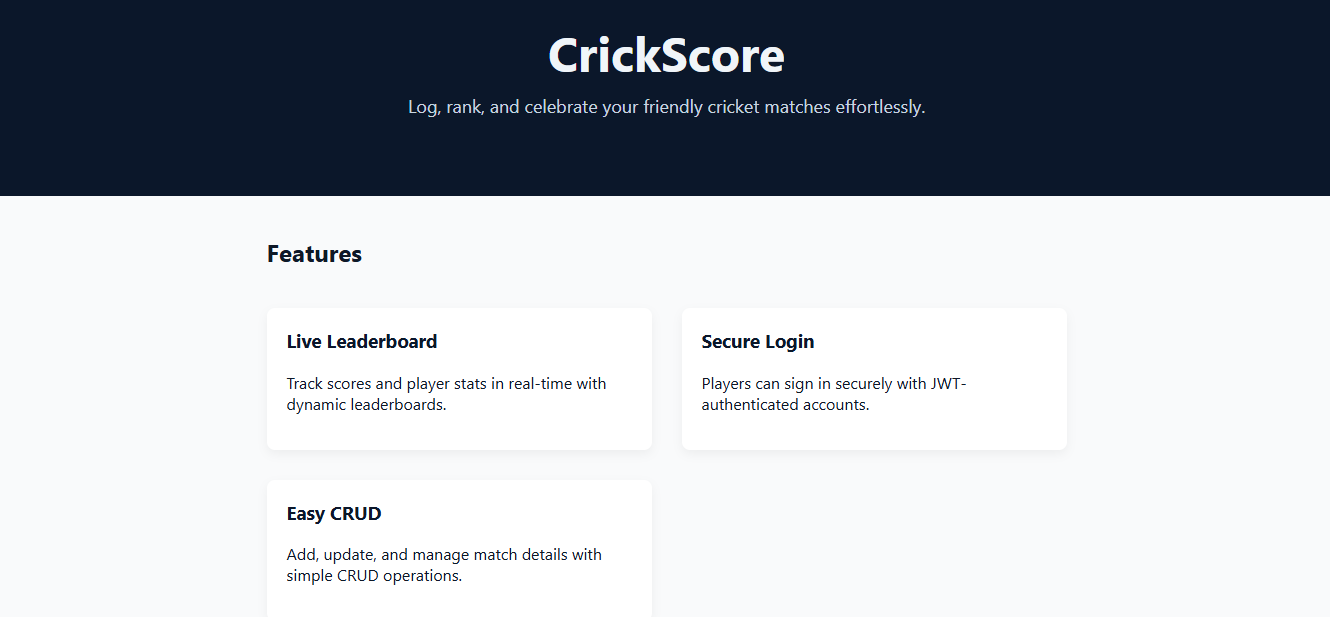 CrickScore
Log, rank, and celebrate your friendly cricket matches effortlessly.
Features
Live Leaderboard
Track scores and player stats in real-time with
dynamic leaderboards.
Secure Login
Players can sign in securely with JWT-
authenticated accounts.
Easy CRUD
Add, update, and manage match details with
simple CRUD operations.